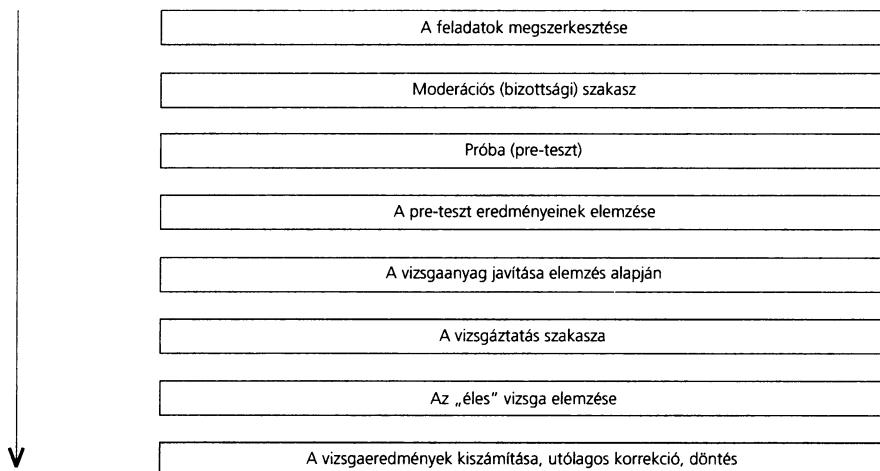 A feladatok megszerkesztése
Moderációs (bizottsági) szakasz
Próba (pre-teszt)
A pre-teszt eredményeinek elemzése
A vizsgaanyag javítása elemzés alapján
A vizsgáztatás szakasza
Az „éles” vizsga elemzése
A vizsgaeredmények kiszámítása, utólagos korrekció, döntés